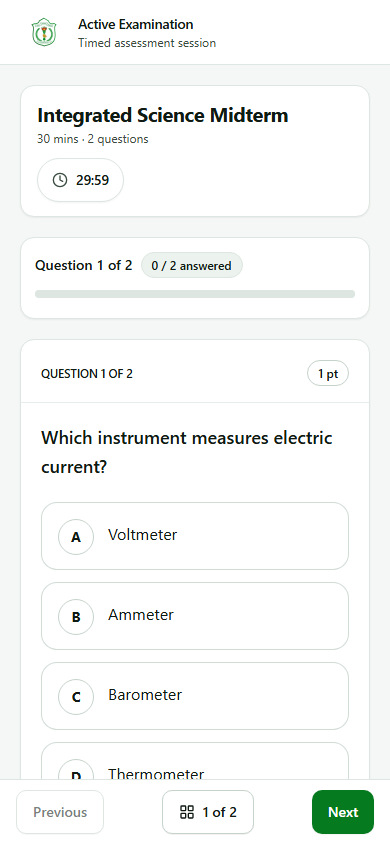 Active Examination
Timed assessment session
Integrated Science Midterm
30 mins · 2 questions
29:59
Question 1 of 2
0 / 2 answered
QUESTION 1 OF 2
1 pt
Which instrument measures electric
current?
A
Voltmeter
B
Ammeter
C
Barometer
D
Thermometer
Previous
1 of 2
Next